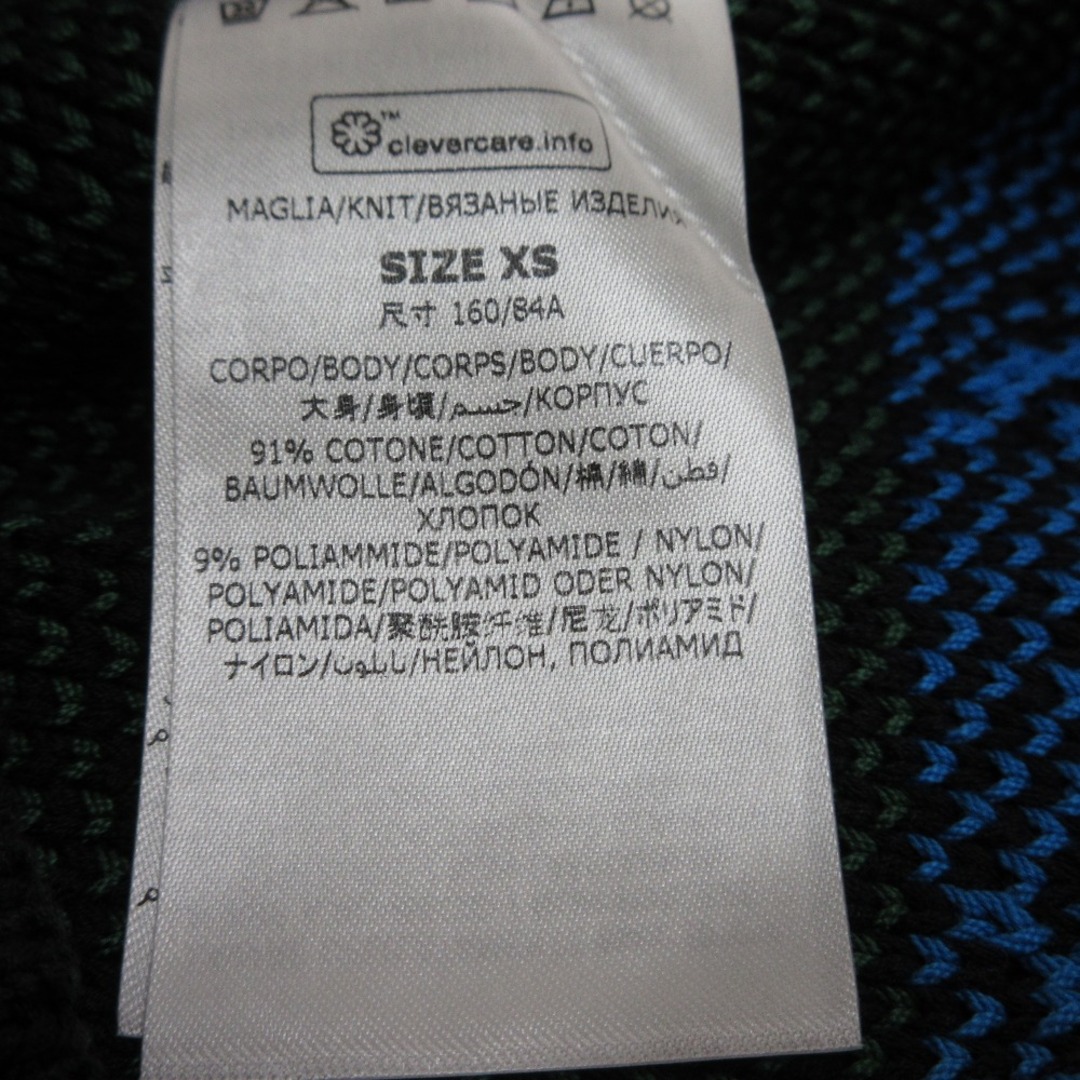 clevercare.info
MAGLIA/KNIT/ВЯЗАНЫЕ
SIZE XS
尺寸 160/84A
CORPO/BODY/CORPS/BODY/CUERPO/
大身/身頃/جسم/КОРПУС
91% COTONE/COTTON/COTON/
BAUMWOLLE/ALGODÓN/棉/綿/قطن/
ХЛОПОК
9% POLIAMMIDE/POLYAMIDE / NYLON/
POLYAMIDE/POLYAMID ODER NYLON/
POLIAMIDA/聚酰胺纤维/尼龙/ポリアミド/
ナイロン/نايلون/НЕЙЛОН, ПОЛИАМИД